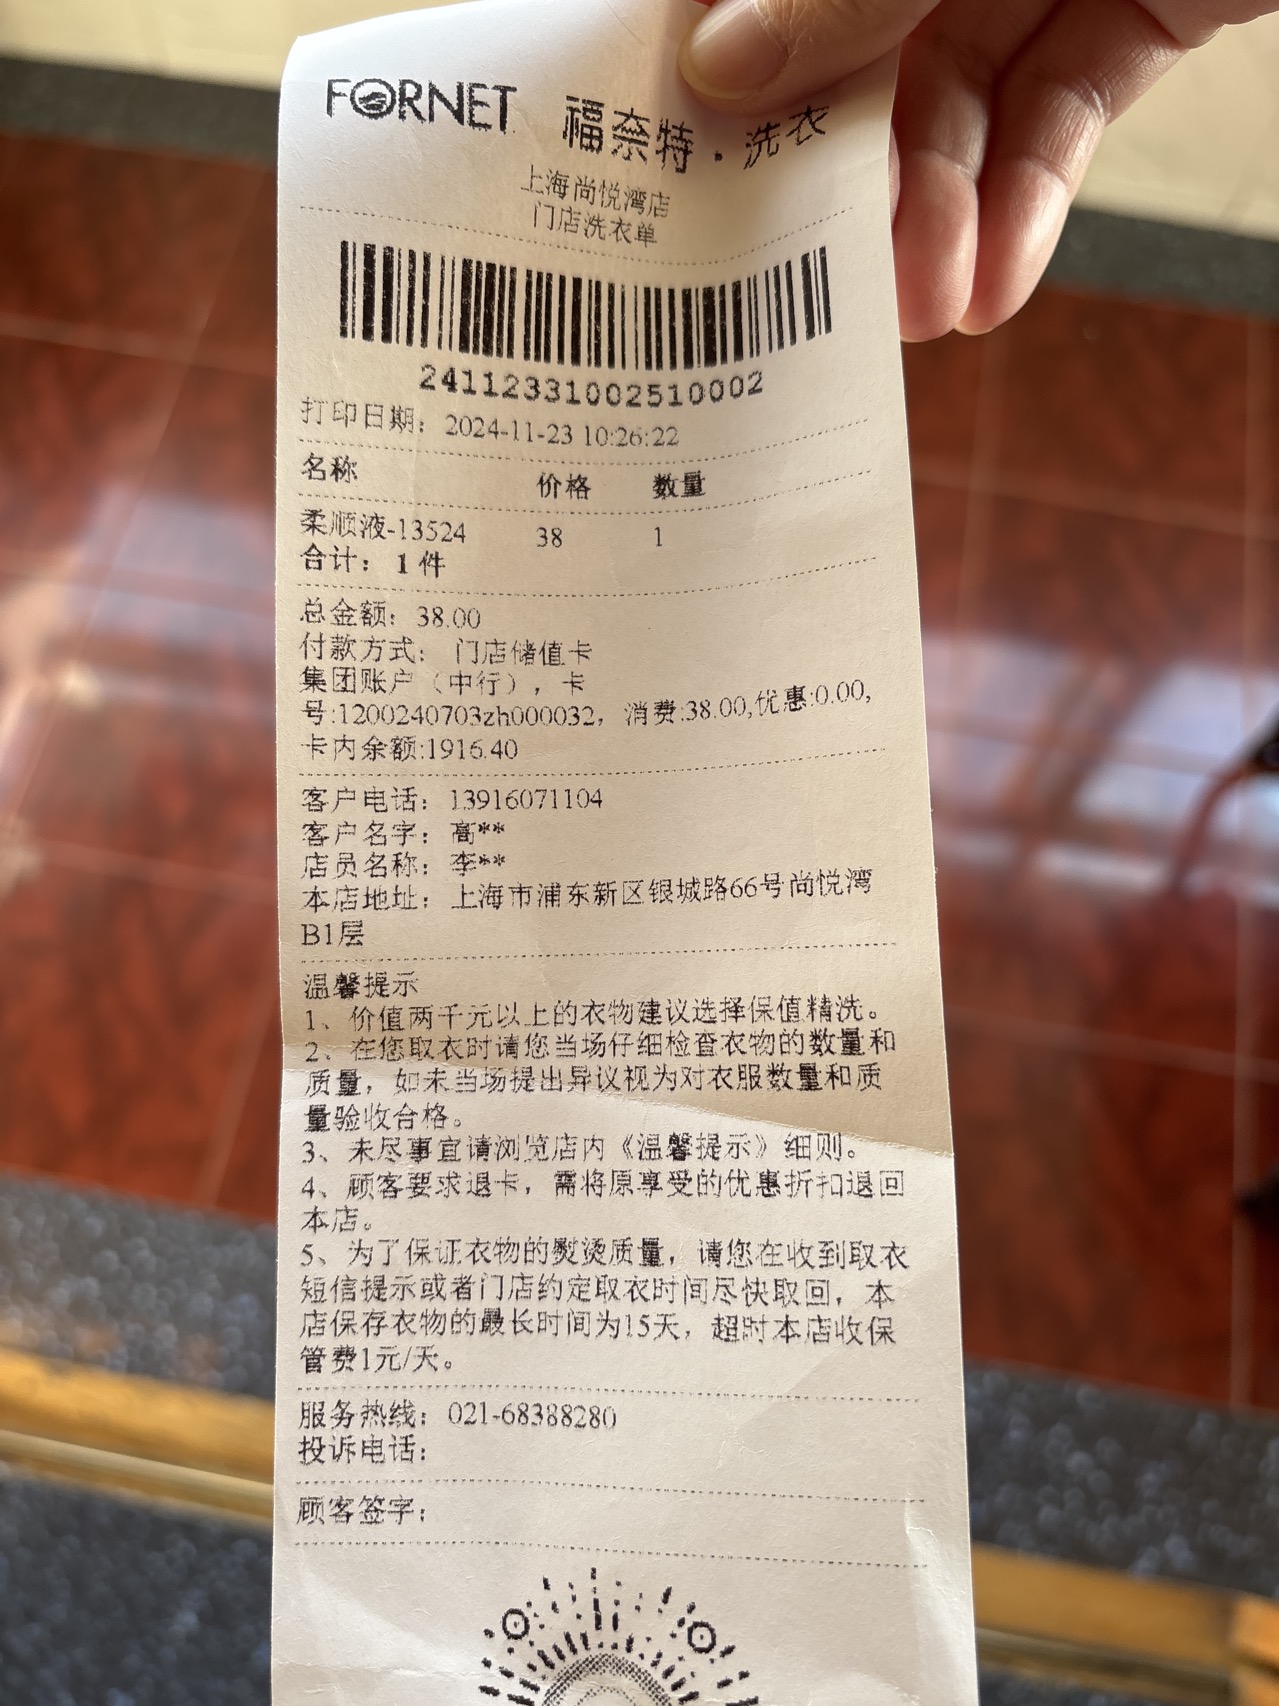 FORNET 福奈特·洗衣
上海尚悦湾店
门店洗衣单
24112331002510002
打印日期：2024-11-23 10:26:22
名称 价格 数量
柔顺液-13524 38 1
合计：1 件
总金额：38.00
付款方式：门店储值卡
集团账户（中行），卡
号:1200240703zh000032，消费:38.00,优惠:0.00,
卡内余额:1916.40
客户电话：13916071104
客户名字：高**
店员名称：李**
本店地址：上海市浦东新区银城路66号尚悦湾
B1层
温馨提示
1、价值两千元以上的衣物建议选择保值精洗。
2、在您取衣时请您当场仔细检查衣物的数量和
质量，如未当场提出异议视为对衣服数量和质
量验收合格。
3、未尽事宜请浏览店内《温馨提示》细则。
4、顾客要求退卡，需将原享受的优惠折扣退回
本店。
5、为了保证衣物的熨烫质量，请您在收到取衣
短信提示或者门店约定取衣时间尽快取回，本
店保存衣物的最长时间为15天，超时本店收保
管费1元/天。
服务热线：021-68388280
投诉电话：
顾客签字：